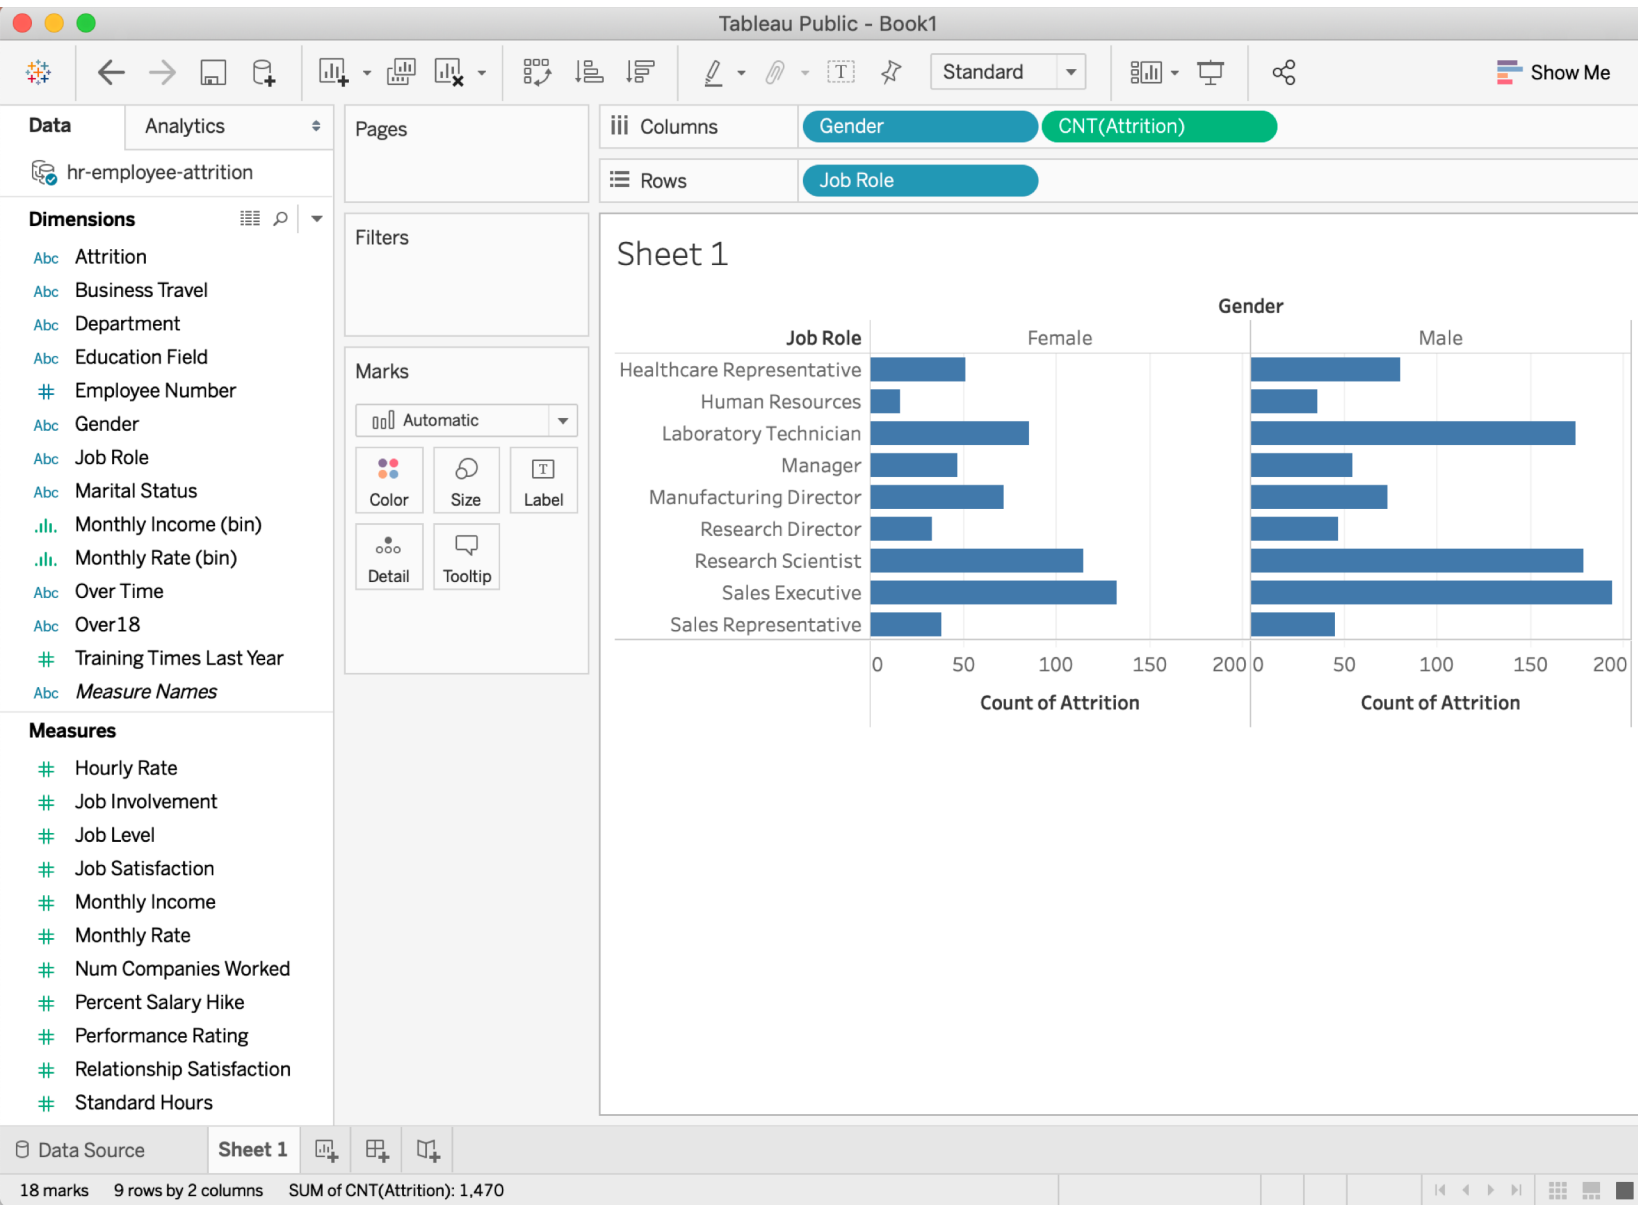 Tableau Public - Book1
Standard
Show Me
Data
Analytics
hr-employee-attrition
Dimensions
Abc Attrition
Abc Business Travel
Abc Department
Abc Education Field
# Employee Number
Abc Gender
Abc Job Role
Abc Marital Status
Monthly Income (bin)
Monthly Rate (bin)
Abc Over Time
Abc Over18
# Training Times Last Year
Abc Measure Names
Measures
# Hourly Rate
# Job Involvement
# Job Level
# Job Satisfaction
# Monthly Income
# Monthly Rate
# Num Companies Worked
# Percent Salary Hike
# Performance Rating
# Relationship Satisfaction
# Standard Hours
Pages
Filters
Marks
Automatic
Color
Size
T
Label
Detail
Tooltip
Columns
Gender
CNT(Attrition)
Rows
Job Role
Sheet 1
Gender
Job Role
Female
Male
Healthcare Representative
Human Resources
Laboratory Technician
Manager
Manufacturing Director
Research Director
Research Scientist
Sales Executive
Sales Representative
0 50 100 150 200
0 50 100 150 200
Count of Attrition
Count of Attrition
Data Source
Sheet 1
18 marks
9 rows by 2 columns
SUM of CNT(Attrition): 1,470